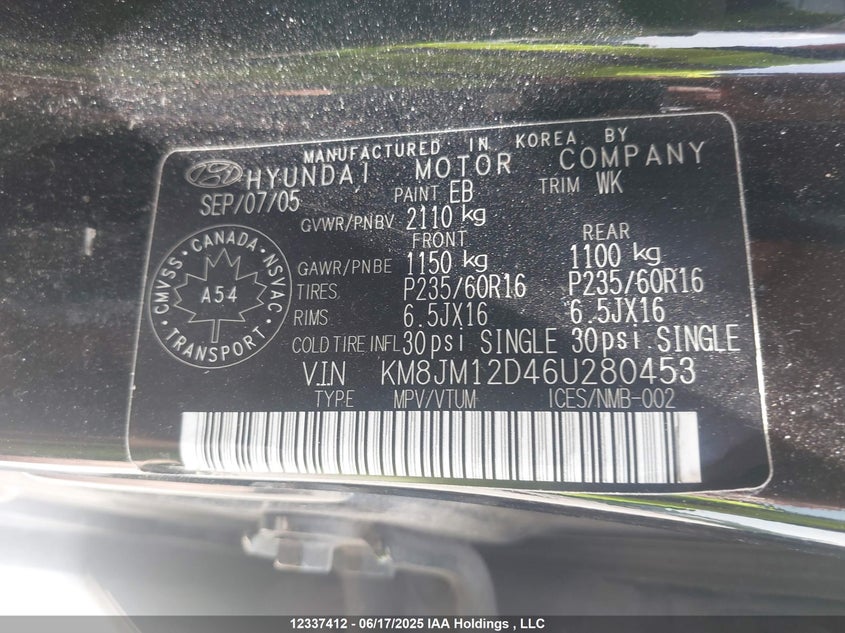 MANUFACTURED IN KOREA BY
HYUNDAI MOTOR COMPANY
SEP/07/05 PAINT EB TRIM WK
GVWR/PNBV 2110 kg
FRONT REAR
GAWR/PNBE 1150 kg 1100 kg
TIRES P235/60R16 P235/60R16
RIMS 6.5JX16 6.5JX16
COLD TIRE INFL 30psi SINGLE 30psi SINGLE
CMVSS · CANADA · NSVAC
A54
TRANSPORT
V.I.N KM8JM12D46U280453
TYPE MPV/VTUM ICES/NMB-002
12337412 - 06/17/2025 IAA Holdings , LLC